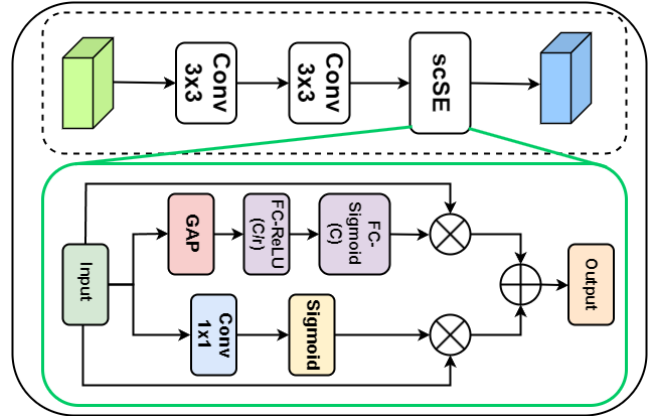 Conv
3x3
Conv
3x3
scSE
Input
GAP
FC-ReLU
(C/r)
FC-
Sigmoid
(C)
Conv
1x1
Sigmoid
Output